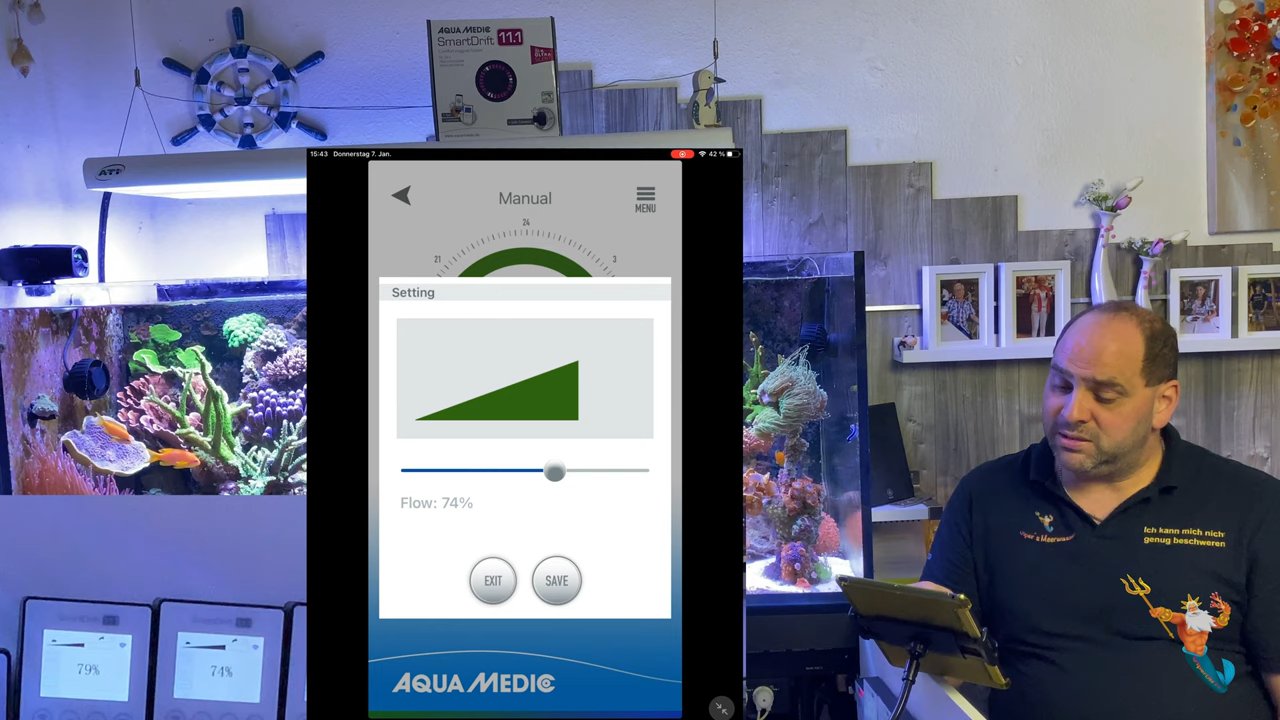 AQUA MEDIC
SmartDrift 11.1
ATI
15:43 Donnerstag 7. Jan.
42 %
Manual
MENU
24
21
3
Setting
Flow: 74%
EXIT
SAVE
AQUA MEDIC
79%
74%
Ich kann mich nicht
genug beschweren